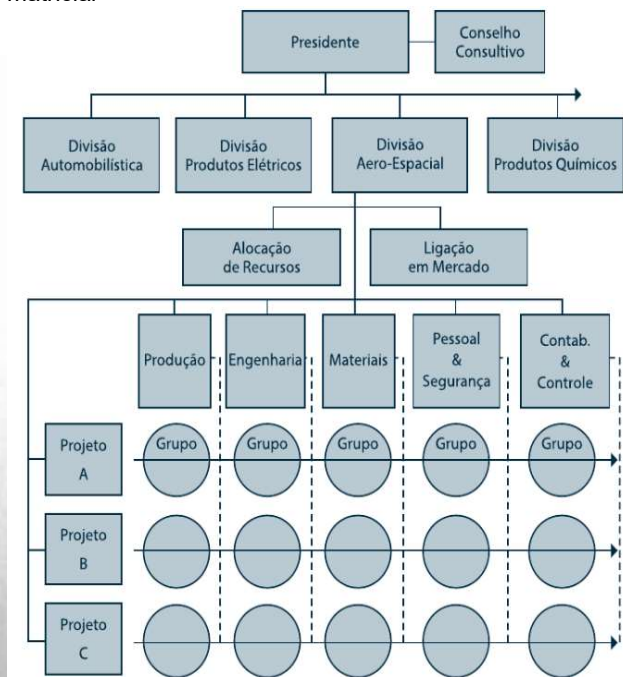 matricial
Presidente
Conselho
Consultivo
Divisão
Automobilística
Divisão
Produtos Elétricos
Divisão
Aero-Espacial
Divisão
Produtos Químicos
Alocação
de Recursos
Ligação
em Mercado
Produção
Engenharia
Materiais
Pessoal
&
Segurança
Contab.
&
Controle
Projeto
A
Grupo
Grupo
Grupo
Grupo
Grupo
Projeto
B
Projeto
C